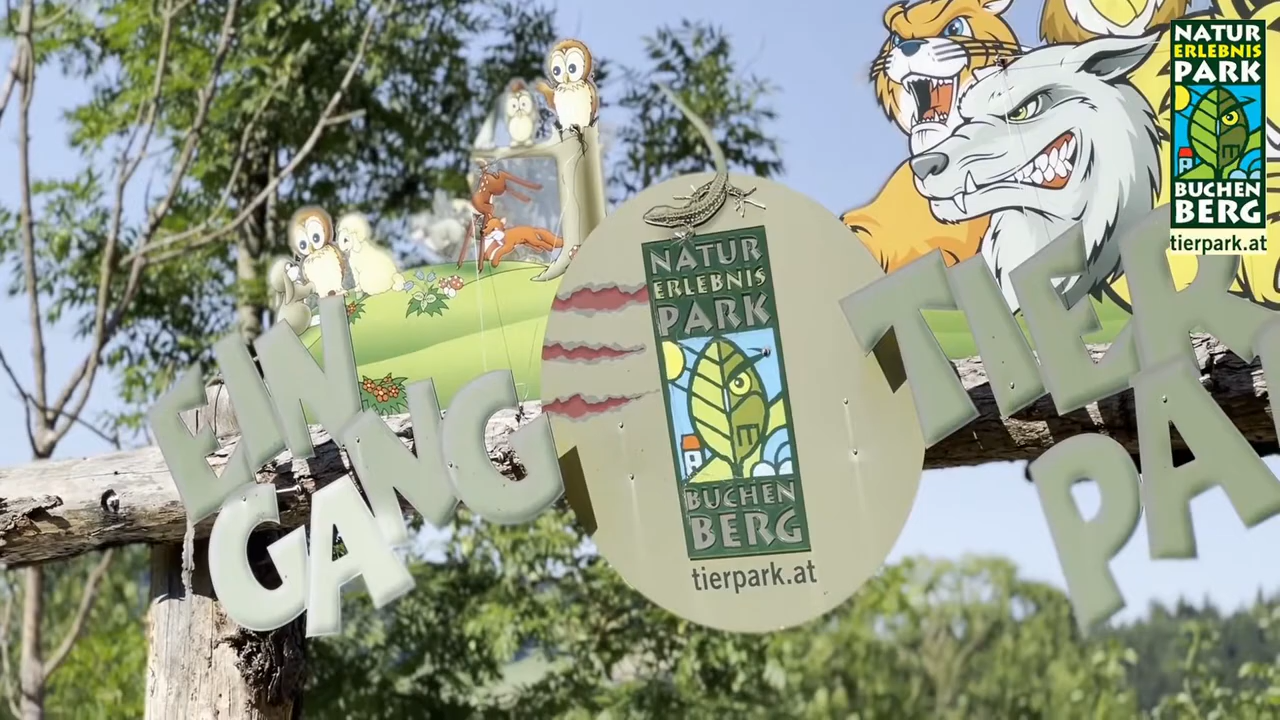 EIN
GANG
NATUR
ERLEBNIS
PARK
BUCHEN
BERG
tierpark.at
TIER
PA
NATUR
ERLEBNIS
PARK
BUCHEN
BERG
tierpark.at